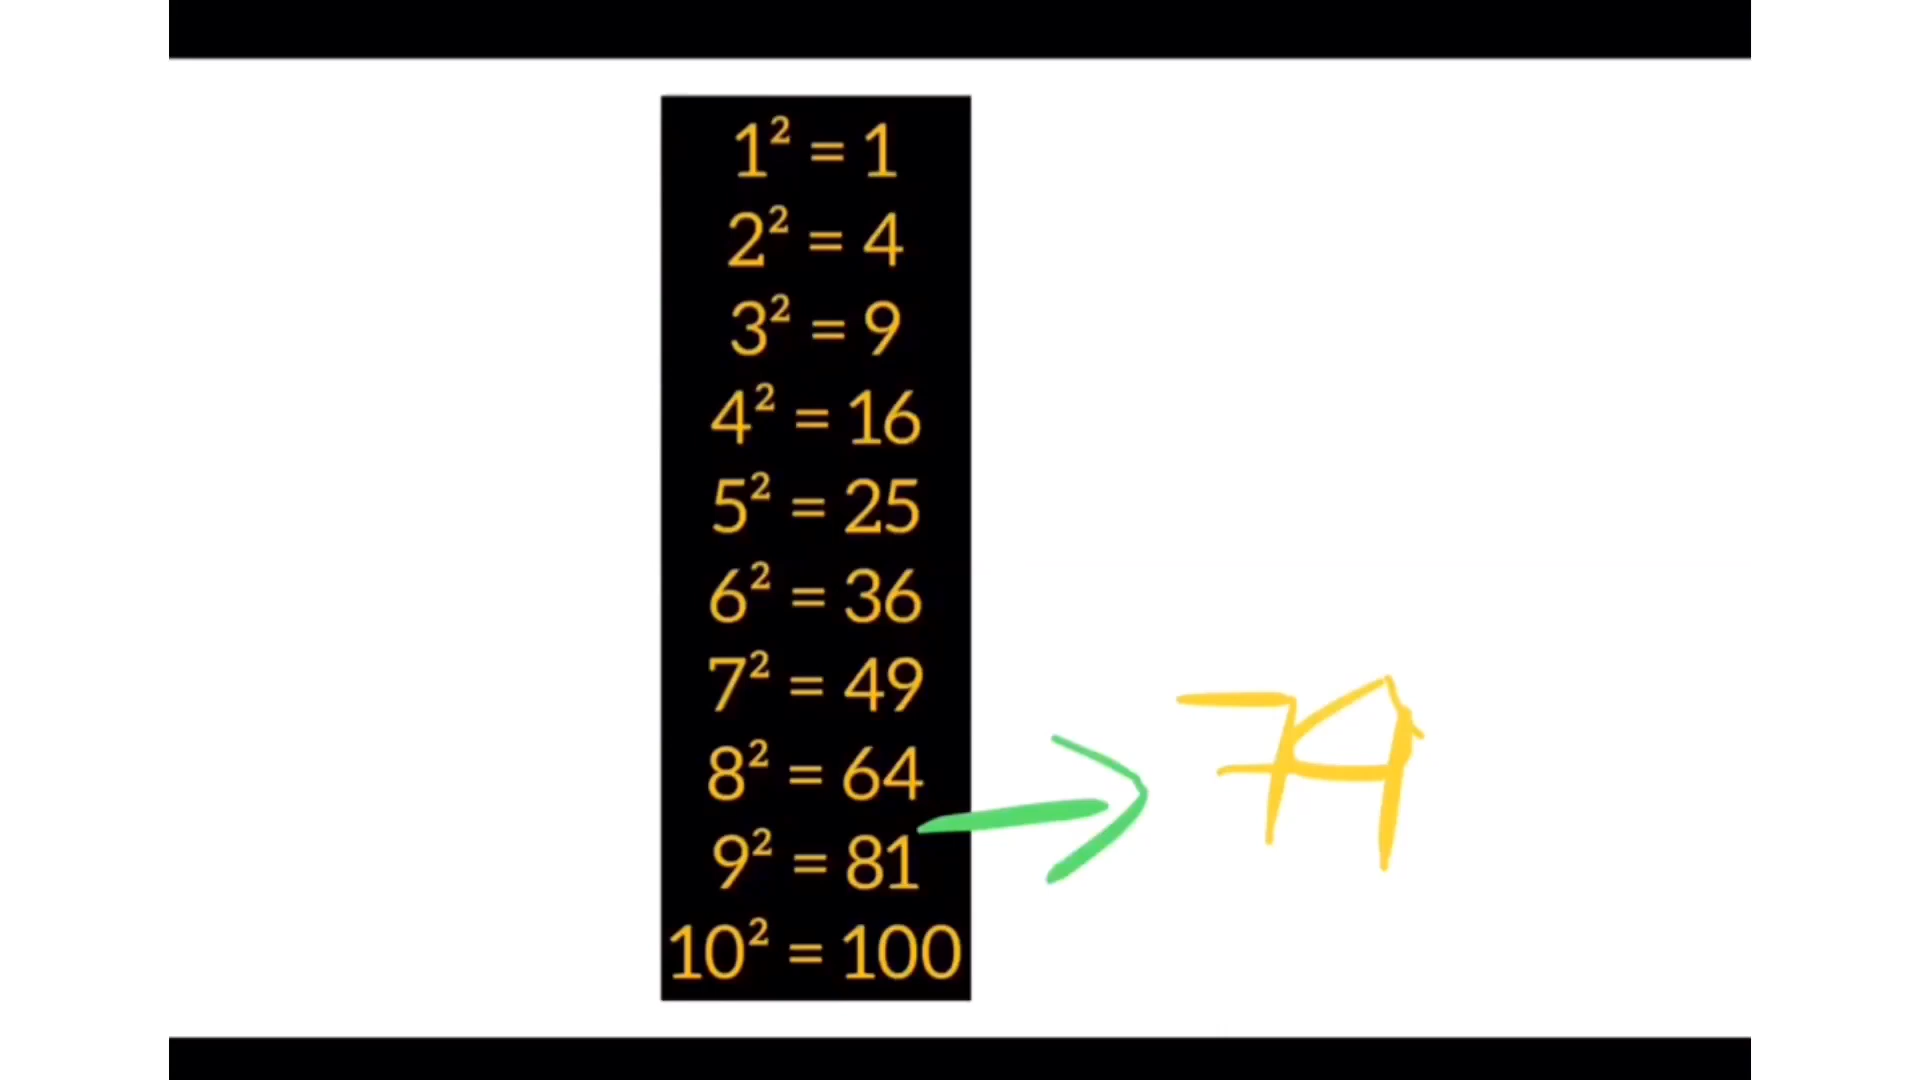 1² = 1
2² = 4
3² = 9
4² = 16
5² = 25
6² = 36
7² = 49
8² = 64
9² = 81
10² = 100